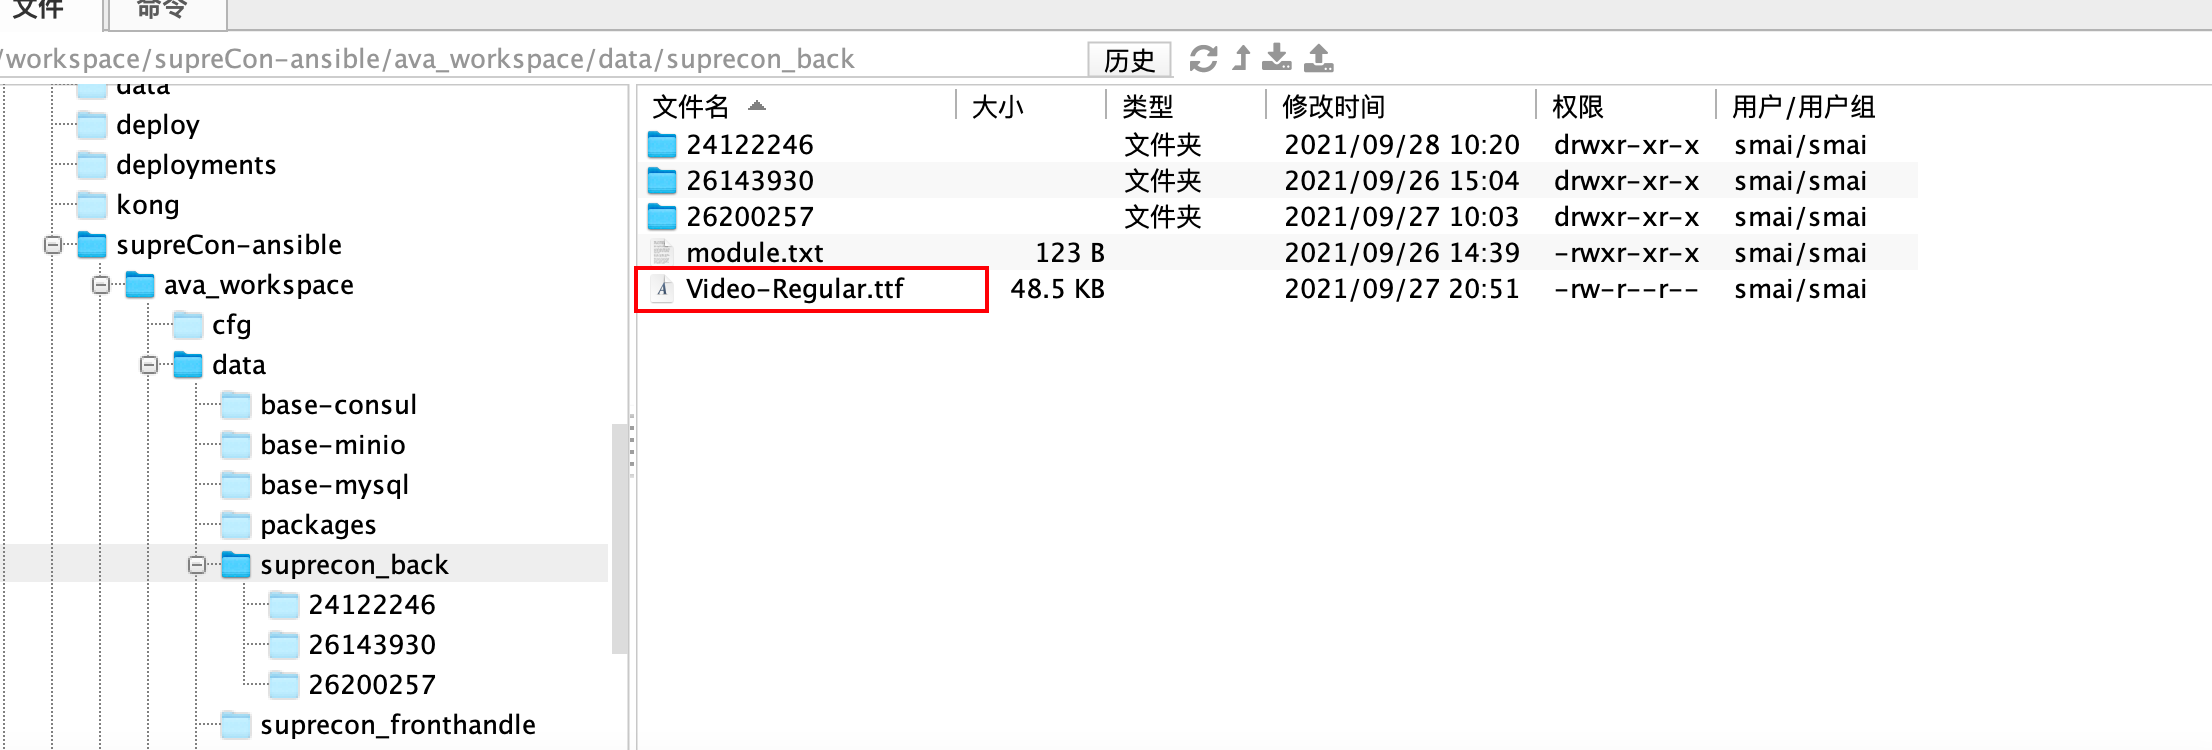 文件 命令
/workspace/supreCon-ansible/ava_workspace/data/suprecon_back 历史
data
deploy
deployments
kong
supreCon-ansible
ava_workspace
cfg
data
base-consul
base-minio
base-mysql
packages
suprecon_back
24122246
26143930
26200257
suprecon_fronthandle
文件名 大小 类型 修改时间 权限 用户/用户组
24122246 文件夹 2021/09/28 10:20 drwxr-xr-x smai/smai
26143930 文件夹 2021/09/26 15:04 drwxr-xr-x smai/smai
26200257 文件夹 2021/09/27 10:03 drwxr-xr-x smai/smai
module.txt 123 B 2021/09/26 14:39 -rwxr-xr-x smai/smai
Video-Regular.ttf 48.5 KB 2021/09/27 20:51 -rw-r--r-- smai/smai